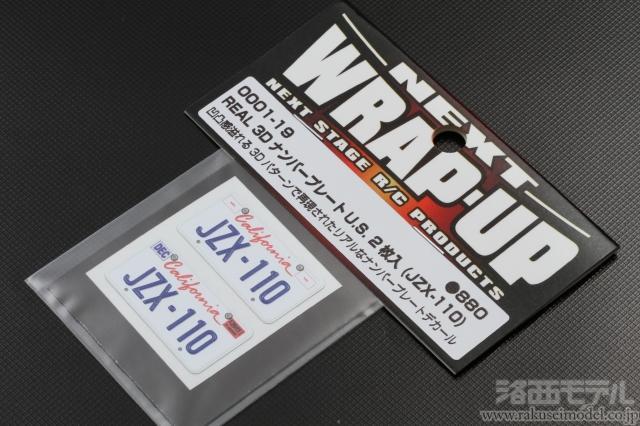 NEXT
WRAP-UP
NEXT STAGE R/C PRODUCTS
0001-19
REAL 3D ナンバープレート U.S. 2枚入 (JZX-110) ●880
凹凸感溢れる3Dパターンで再現されたリアルなナンバープレートデカール
California
JZX-110
DEC
California
JZX-110
洛西モデル
www.rakuseimodel.co.jp